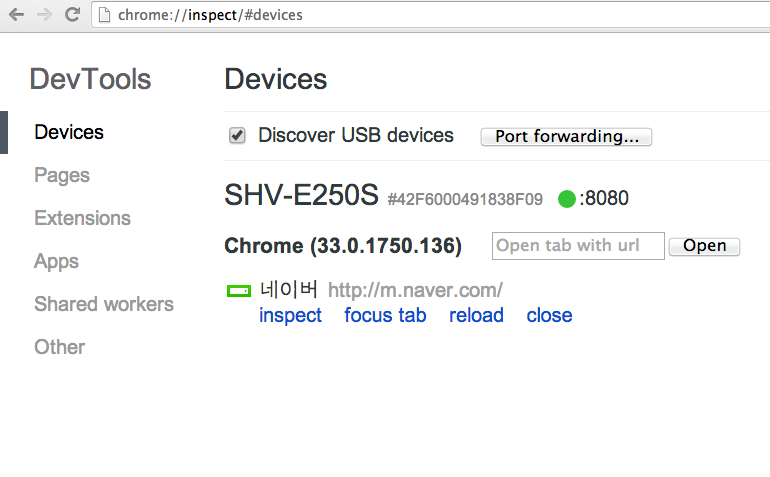 chrome://inspect/#devices
DevTools
Devices
Pages
Extensions
Apps
Shared workers
Other
Devices
Discover USB devices Port forwarding...
SHV-E250S #42F6000491838F09 :8080
Chrome (33.0.1750.136) Open tab with url Open
네이버 http://m.naver.com/
inspect focus tab reload close